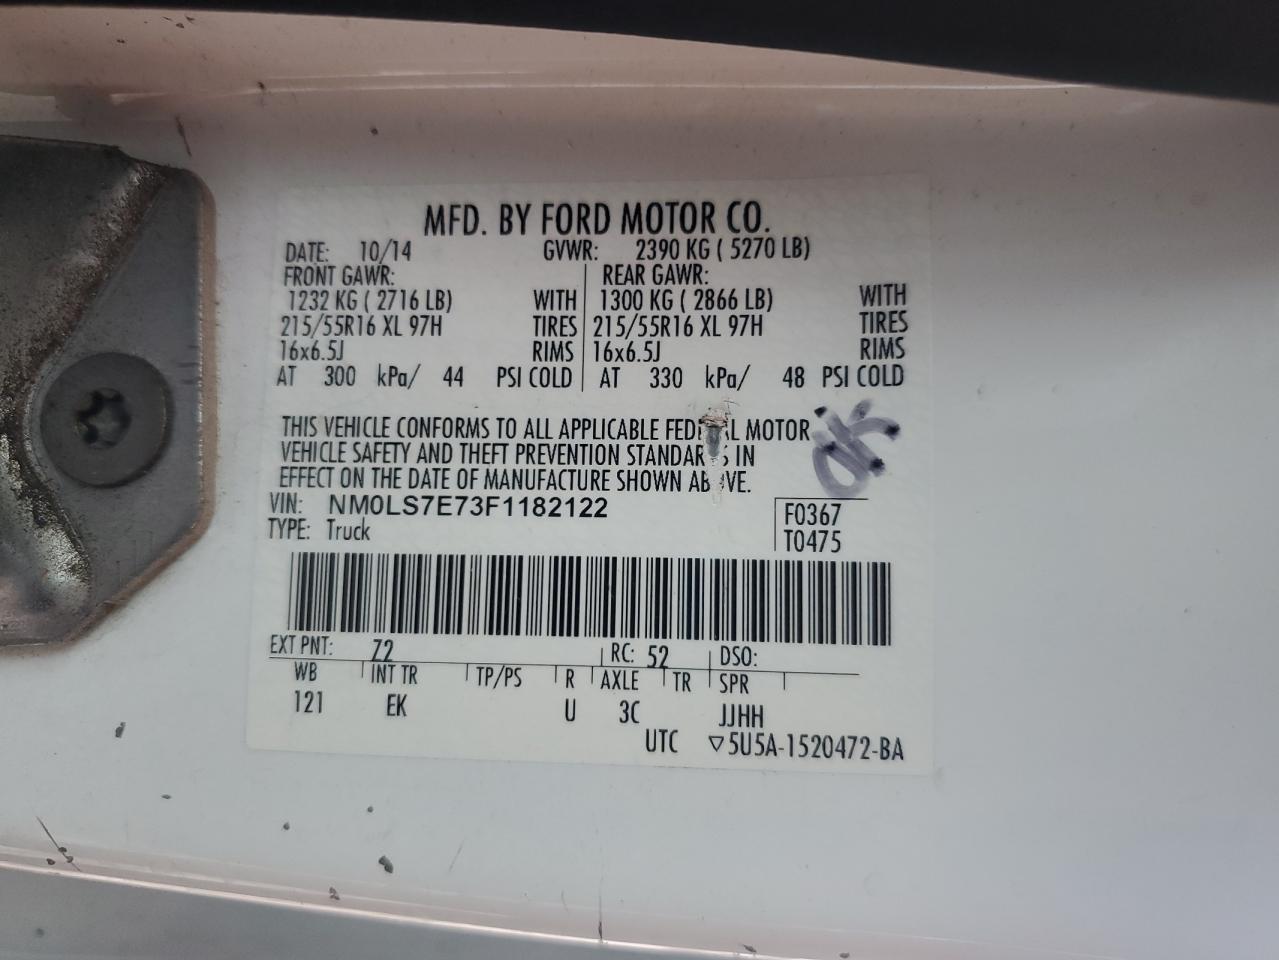 MFD. BY FORD MOTOR CO.
DATE: 10/14 GVWR: 2390 KG ( 5270 LB)
FRONT GAWR: REAR GAWR:
1232 KG ( 2716 LB) WITH 1300 KG ( 2866 LB) WITH
215/55R16 XL 97H TIRES 215/55R16 XL 97H TIRES
16x6.5J RIMS 16x6.5J RIMS
AT 300 kPa/ 44 PSI COLD AT 330 kPa/ 48 PSI COLD
THIS VEHICLE CONFORMS TO ALL APPLICABLE MOTOR
VEHICLE SAFETY AND THEFT PREVENTION IN
EFFECT ON THE DATE OF MANUFACTURE SHOWN
OK
VIN: NM0LS7E73F1182122 F0367
TYPE: Truck T0475
EXT PNT: Z2 RC: 52 DSO:
WB INT TR TP/PS R AXLE TR SPR
121 EK U 3C JJHH
UTC ▽5U5A-1520472-BA